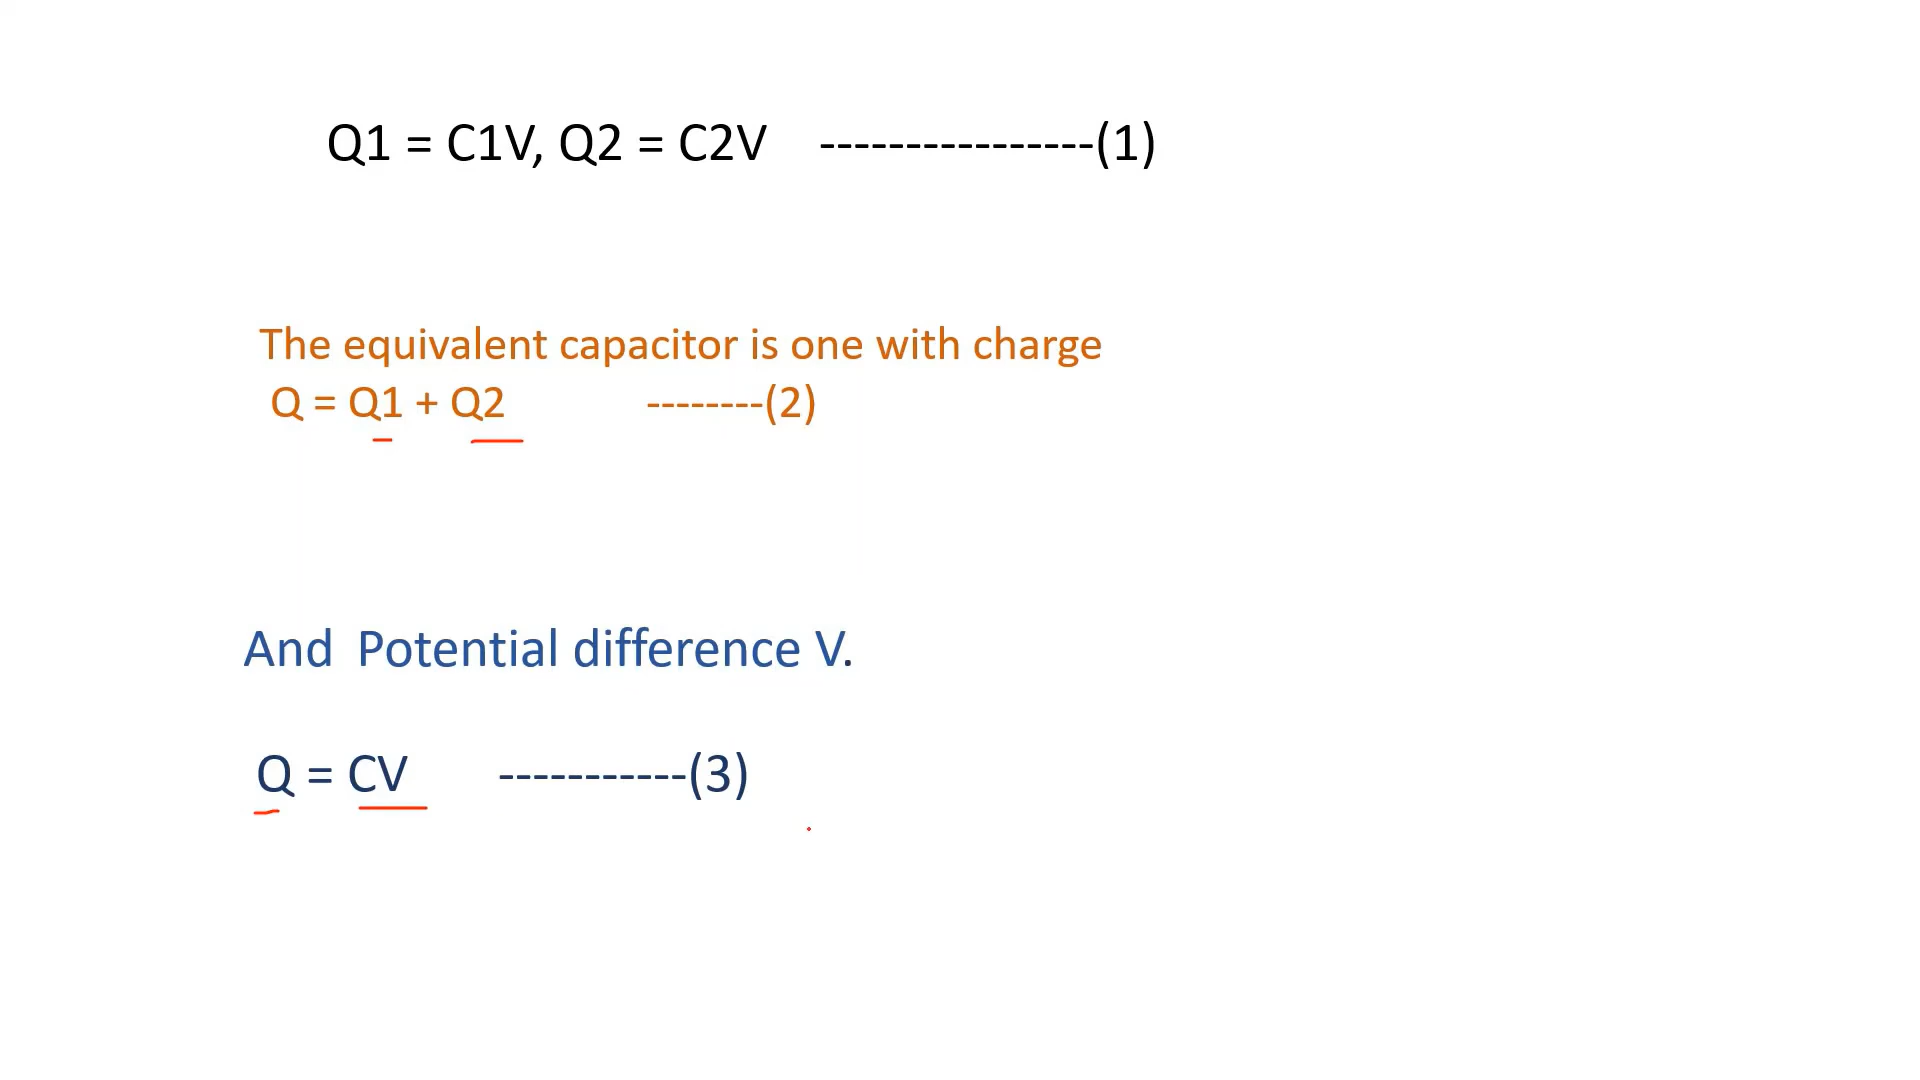 Q1 = C1V, Q2 = C2V ----------------(1)
The equivalent capacitor is one with charge
Q = Q1 + Q2 --------(2)
And Potential difference V.
Q = CV -----------(3)